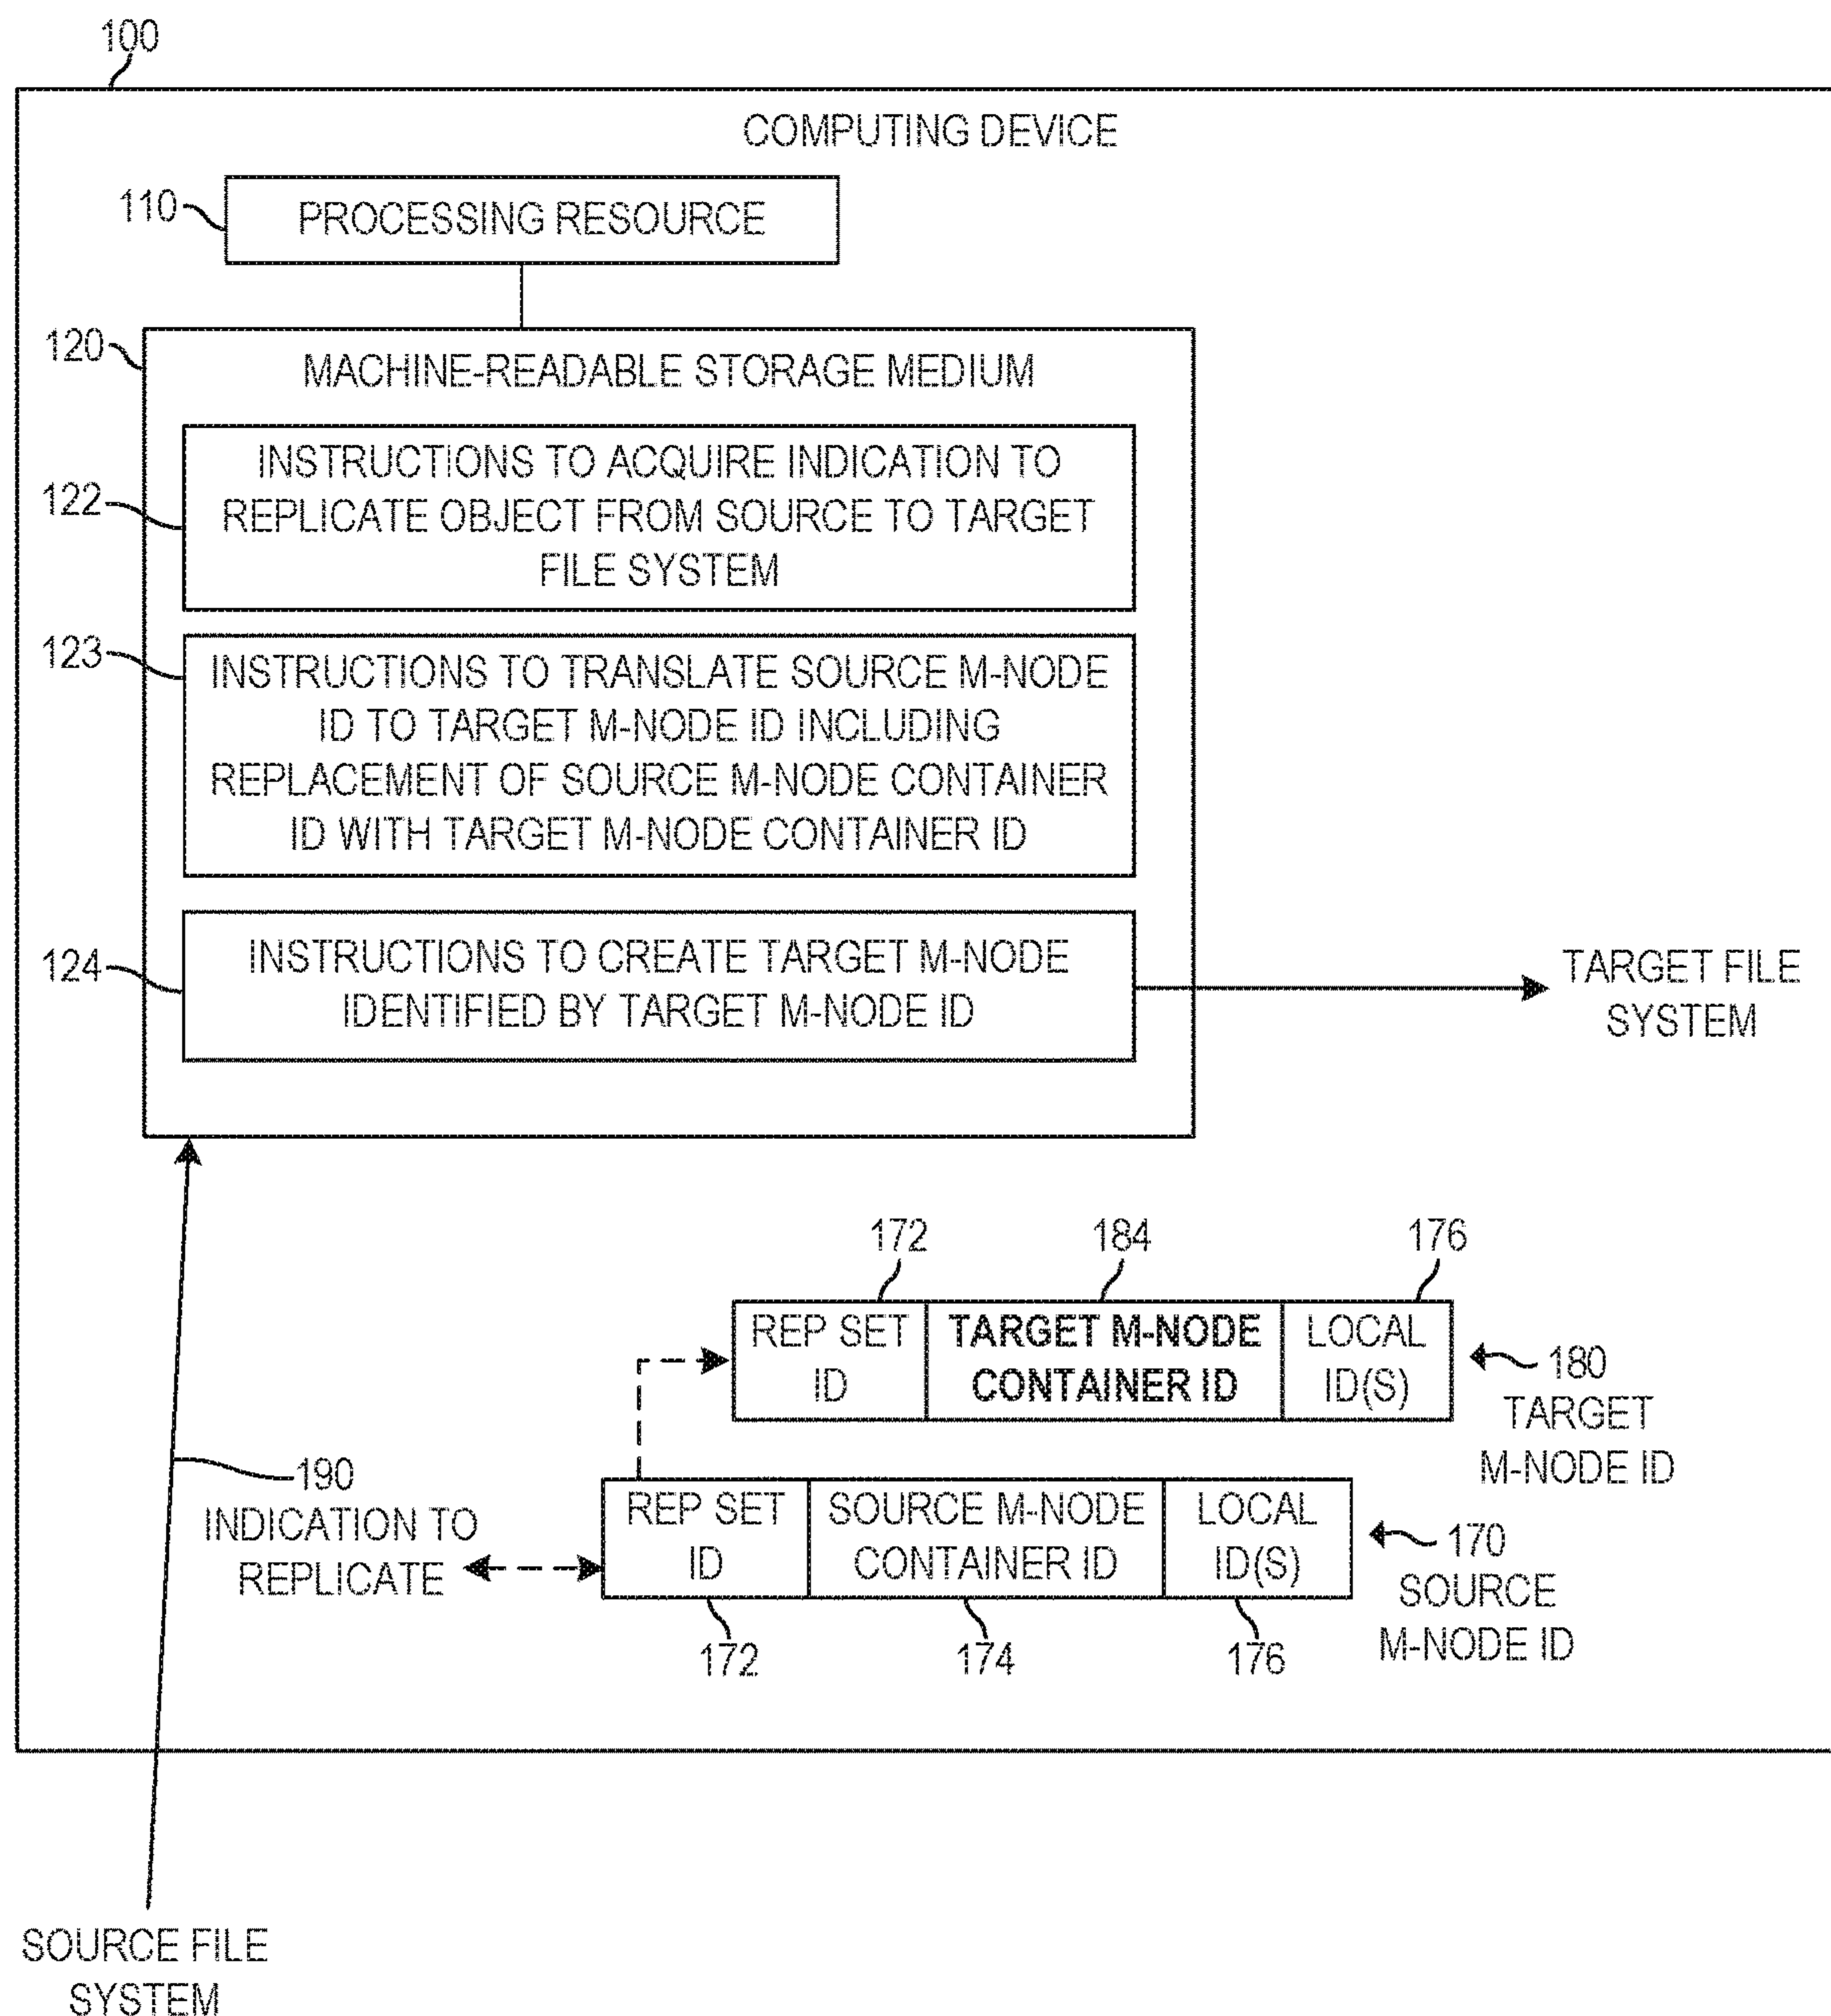 100
COMPUTING DEVICE
110
PROCESSING RESOURCE
120
MACHINE-READABLE STORAGE MEDIUM
122
INSTRUCTIONS TO ACQUIRE INDICATION TO
REPLICATE OBJECT FROM SOURCE TO TARGET
FILE SYSTEM
123
INSTRUCTIONS TO TRANSLATE SOURCE M-NODE
ID TO TARGET M-NODE ID INCLUDING
REPLACEMENT OF SOURCE M-NODE CONTAINER
ID WITH TARGET M-NODE CONTAINER ID
124
INSTRUCTIONS TO CREATE TARGET M-NODE
IDENTIFIED BY TARGET M-NODE ID
TARGET FILE
SYSTEM
172
184
176
REP SET
ID
TARGET M-NODE
CONTAINER ID
LOCAL
ID(S)
180
TARGET
M-NODE ID
190
INDICATION TO
REPLICATE
REP SET
ID
SOURCE M-NODE
CONTAINER ID
LOCAL
ID(S)
170
SOURCE
M-NODE ID
172
174
176
SOURCE FILE
SYSTEM